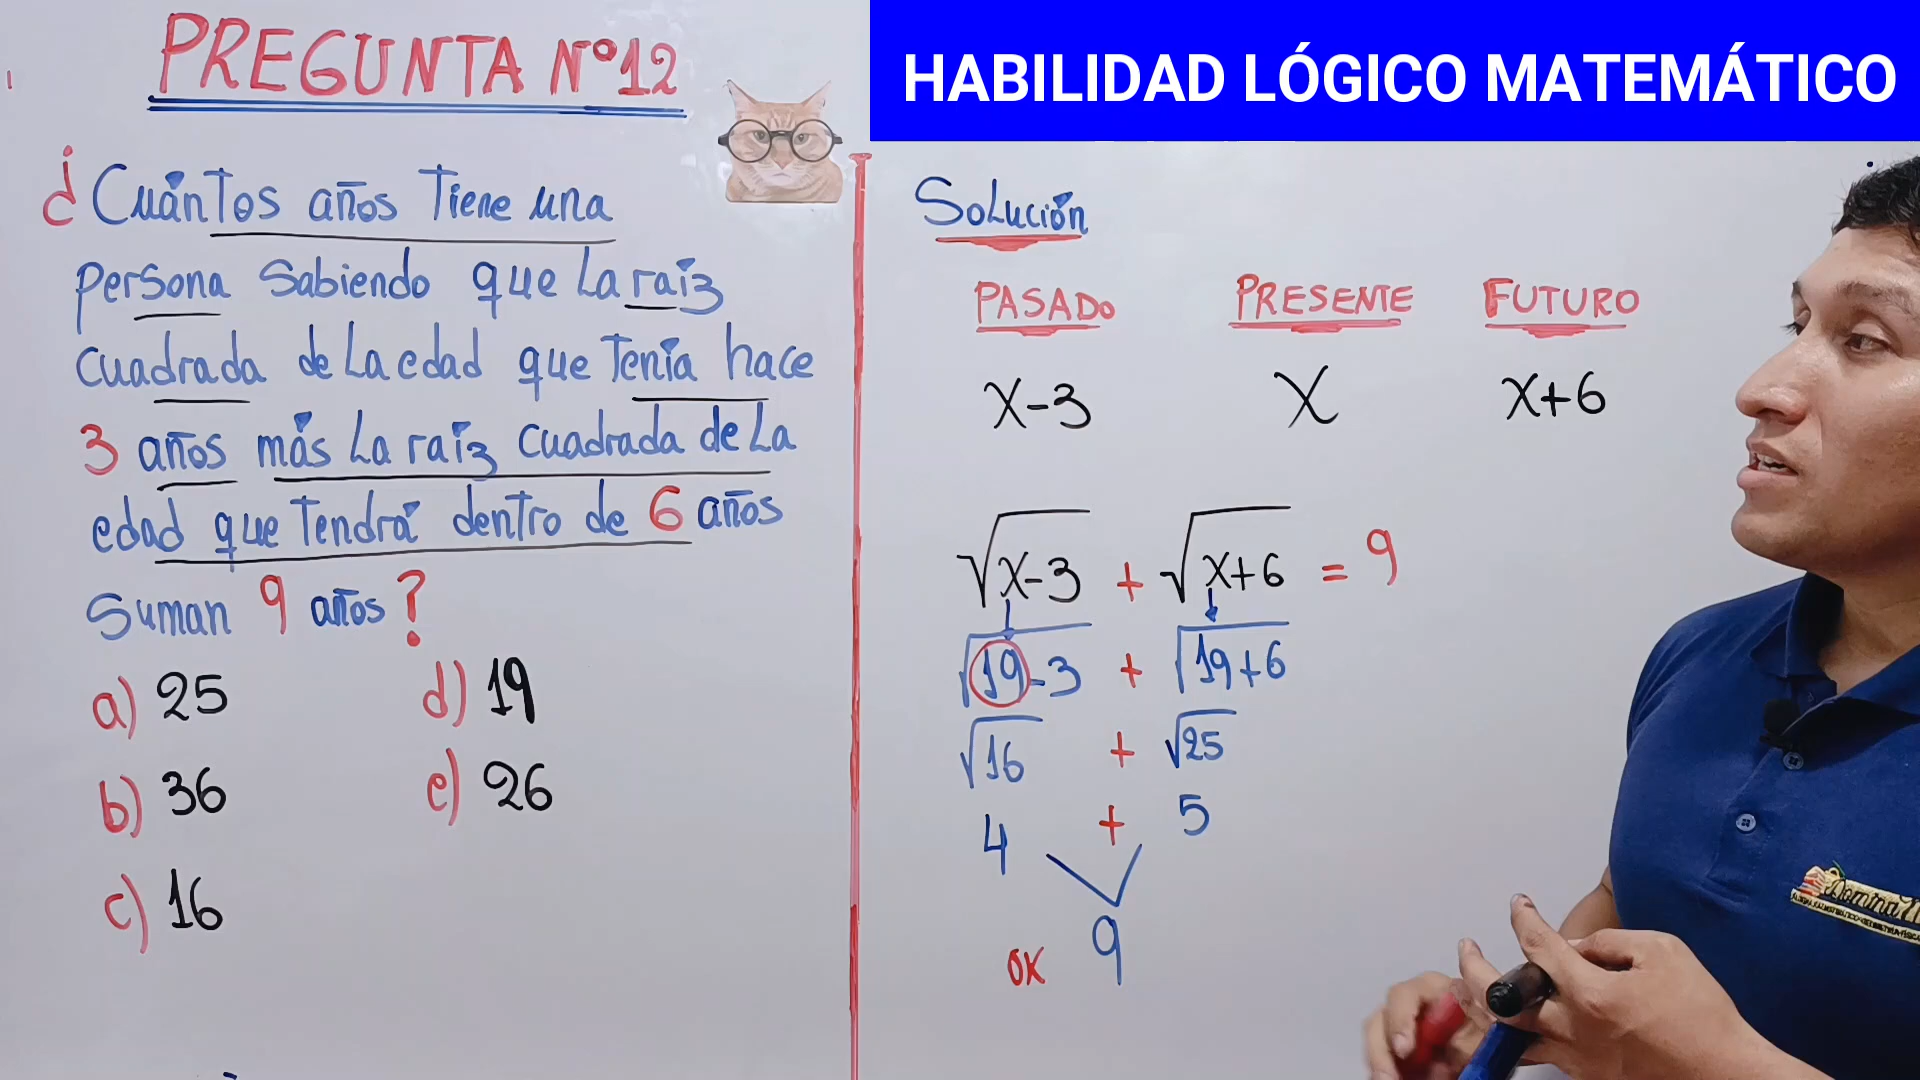 PREGUNTA Nº12
HABILIDAD LÓGICO MATEMÁTICO
¿Cuántos años tiene una
persona sabiendo que la raíz
cuadrada de la edad que tenía hace
3 años más la raíz cuadrada de la
edad que tendrá dentro de 6 años
suman 9 años?
a) 25
b) 36
c) 16
d) 19
e) 26
Solución
PASADO PRESENTE FUTURO
x-3 x x+6
√x-3 + √x+6 = 9
√19-3 + √19+6
√16 + √25
4 + 5
9
OK